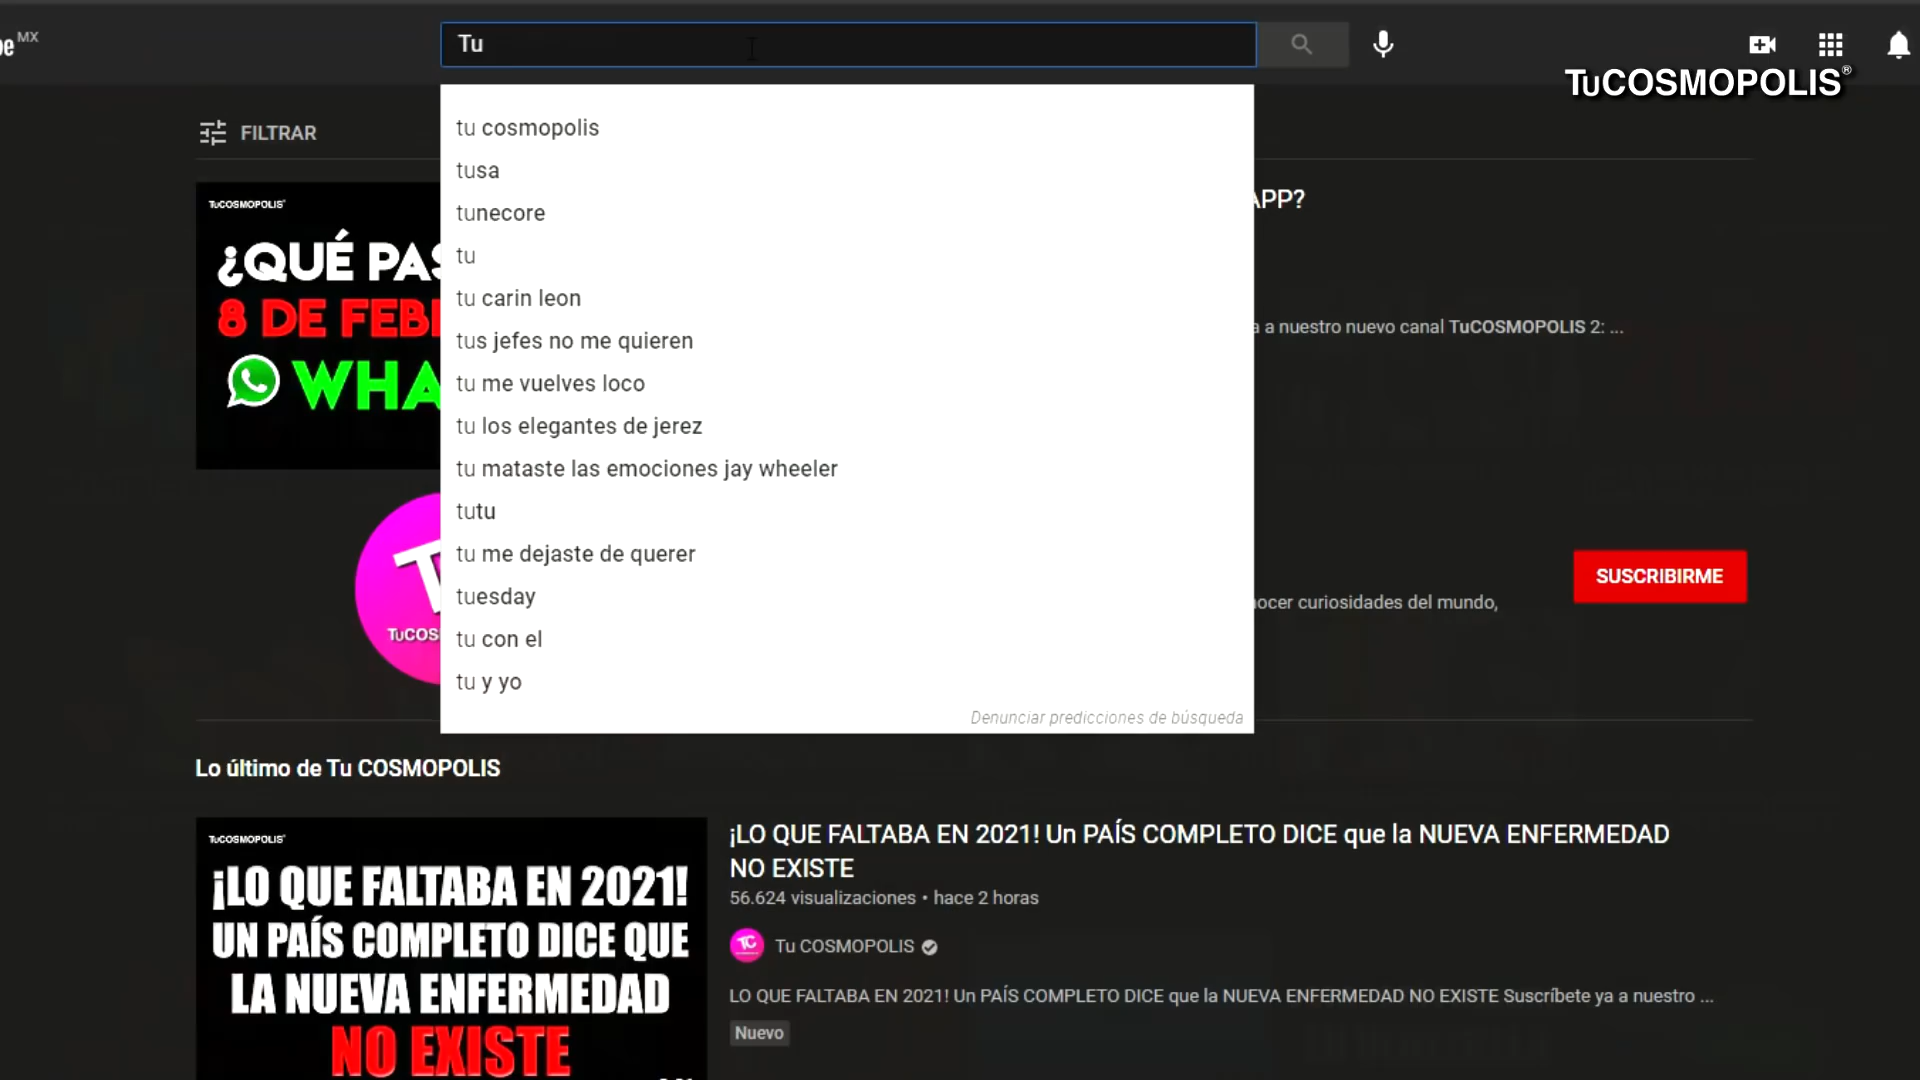 MX
Tu
TuCOSMOPOLIS®
FILTRAR
tu cosmopolis
tusa
tunecore
tu
tu carin leon
tus jefes no me quieren
tu me vuelves loco
tu los elegantes de jerez
tu mataste las emociones jay wheeler
tutu
tu me dejaste de querer
tuesday
tu con el
tu y yo
Denunciar predicciones de búsqueda
TuCOSMOPOLIS
¿QUÉ PAS
8 DE FEB
WHA
APP?
a a nuestro nuevo canal TuCOSMOPOLIS 2: ...
TuCOS
ocer curiosidades del mundo,
SUSCRIBIRME
Lo último de Tu COSMOPOLIS
TuCOSMOPOLIS
¡LO QUE FALTABA EN 2021!
UN PAÍS COMPLETO DICE QUE
LA NUEVA ENFERMEDAD
NO EXISTE
¡LO QUE FALTABA EN 2021! Un PAÍS COMPLETO DICE que la NUEVA ENFERMEDAD
NO EXISTE
56.624 visualizaciones • hace 2 horas
TC
Tu COSMOPOLIS
LO QUE FALTABA EN 2021! Un PAÍS COMPLETO DICE que la NUEVA ENFERMEDAD NO EXISTE Suscríbete ya a nuestro ...
Nuevo